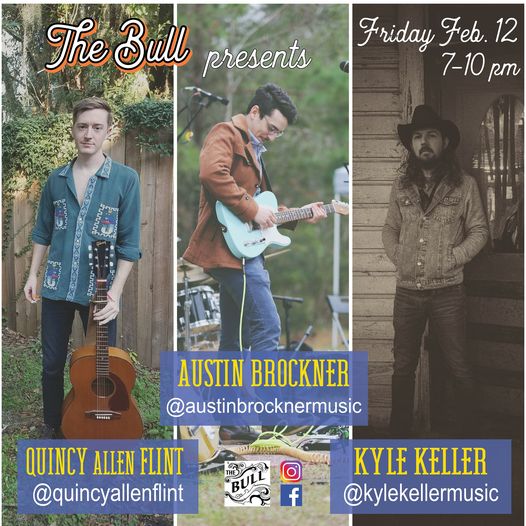 The Bull presents
Friday Feb. 12
7-10 pm
AUSTIN BROCKNER
@austinbrocknermusic
QUINCY ALLEN FLINT
@quincyallenflint
THE
BULL
KYLE KELLER
@kylekellermusic